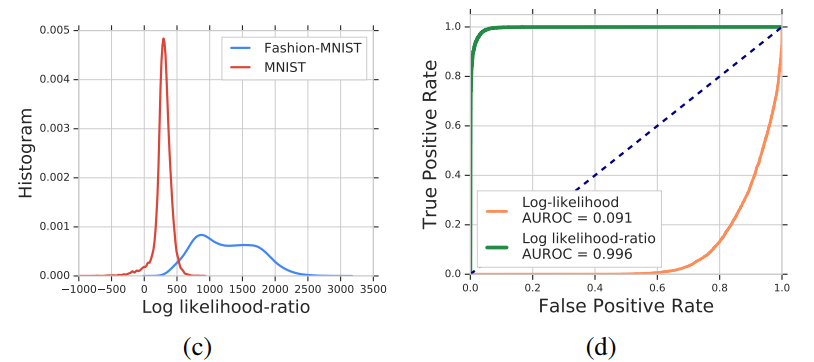 0.005
0.004
0.003
0.002
0.001
0.000
Histogram
Fashion-MNIST
MNIST
−1000 −500 0 500 1000 1500 2000 2500 3000 3500
Log likelihood-ratio
(c)
1.0
0.8
0.6
0.4
0.2
0.0
True Positive Rate
Log-likelihood
AUROC = 0.091
Log likelihood-ratio
AUROC = 0.996
0.0 0.2 0.4 0.6 0.8 1.0
False Positive Rate
(d)